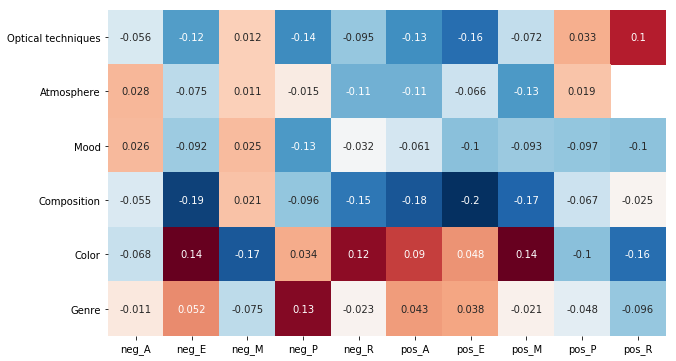 Optical techniques -0.056 -0.12 0.012 -0.14 -0.095 -0.13 -0.16 -0.072 0.033 0.1
Atmosphere 0.028 -0.075 0.011 -0.015 -0.11 -0.11 -0.066 -0.13 0.019
Mood 0.026 -0.092 0.025 -0.13 -0.032 -0.061 -0.1 -0.093 -0.097 -0.1
Composition -0.055 -0.19 0.021 -0.096 -0.15 -0.18 -0.2 -0.17 -0.067 -0.025
Color -0.068 0.14 -0.17 0.034 0.12 0.09 0.048 0.14 -0.1 -0.16
Genre -0.011 0.052 -0.075 0.13 -0.023 0.043 0.038 -0.021 -0.048 -0.096
neg_A neg_E neg_M neg_P neg_R pos_A pos_E pos_M pos_P pos_R